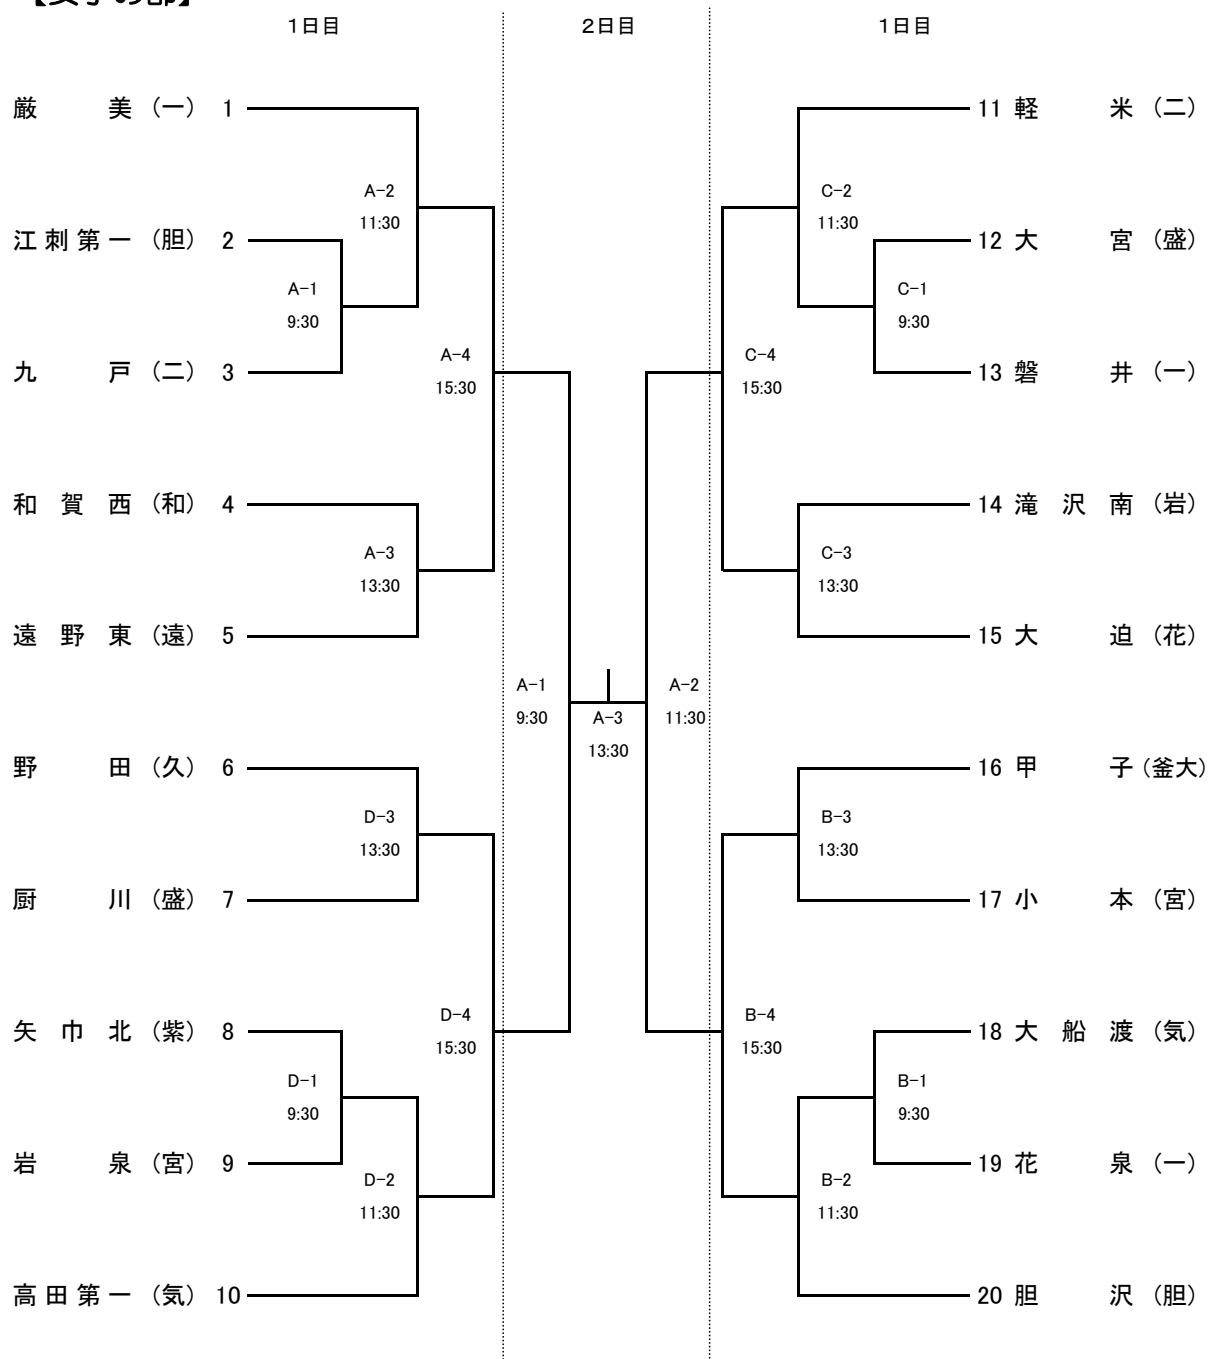 １日目 ２日目 １日目
厳美（一） 1
11 軽米（二）
A-2 C-2
11:30 11:30
江刺第一（胆） 2
12 大宮（盛）
A-1 C-1
9:30 9:30
A-4 C-4
九戸（二） 3
13 磐井（一）
15:30 15:30
和賀西（和） 4
14 滝沢南（岩）
A-3 C-3
13:30 13:30
遠野東（遠） 5
15 大迫（花）
A-1 A-2
9:30 A-3 11:30
13:30
野田（久） 6
16 甲子（釜大）
D-3 B-3
13:30 13:30
厨川（盛） 7
17 小本（宮）
D-4 B-4
矢巾北（紫） 8
18 大船渡（気）
15:30 15:30
D-1 B-1
9:30 9:30
岩泉（宮） 9
19 花泉（一）
D-2 B-2
11:30 11:30
高田第一（気） 10
20 胆沢（胆）